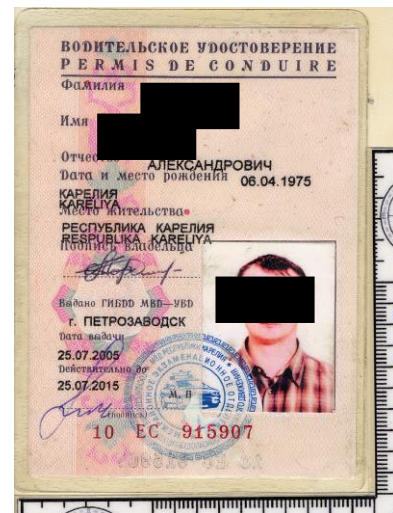 ВОДИТЕЛЬСКОЕ УДОСТОВЕРЕНИЕ
PERMIS DE CONDUIRE
Фамилия
Имя
АЛЕКСАНДРОВИЧ
Дата и место рождения
06.04.1975
КАРЕЛИЯ
KARELIYA
Место жительства
РЕСПУБЛИКА КАРЕЛИЯ
RESPUBLIKA KARELIYA
Подпись владельца
Выдано ГИБДД МВД—УВД
г. ПЕТРОЗАВОДСК
Дата выдачи
25.07.2005
Действительно до
25.07.2015
(подпись)
М. П.
10 ЕС 915907